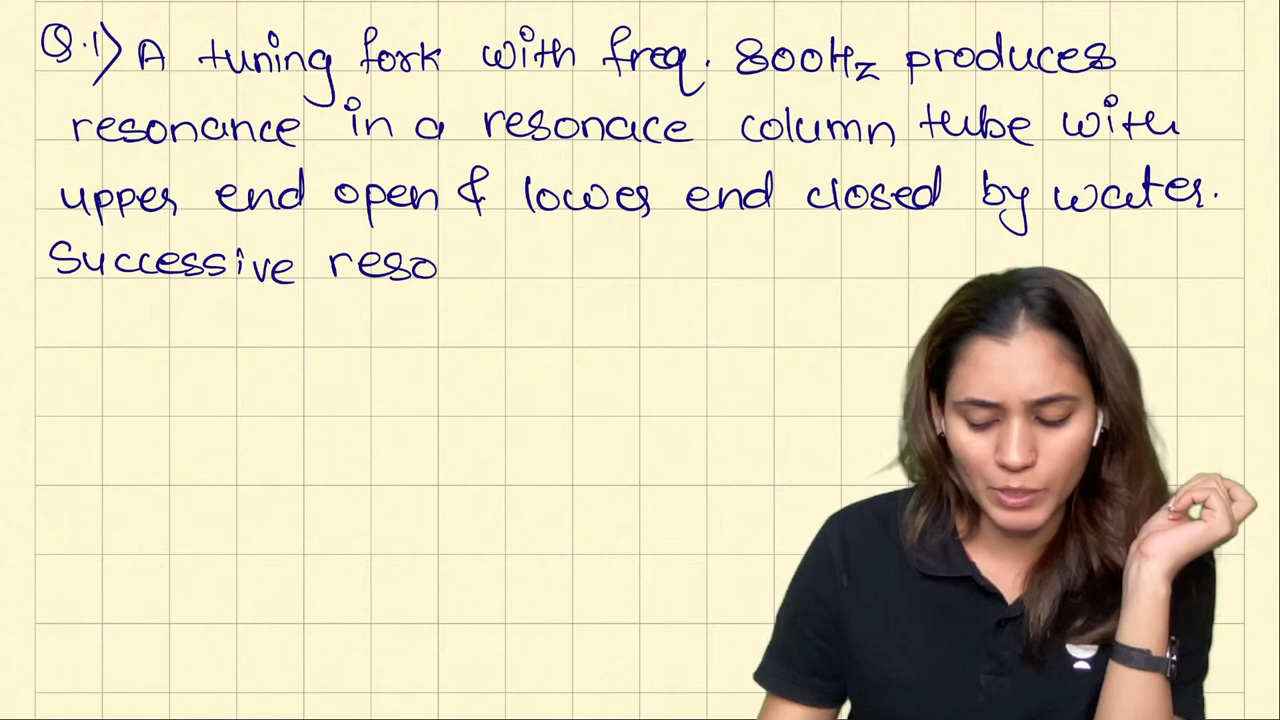 Q.1) A tuning fork with freq. 800Hz produces
resonance in a resonace column tube with
upper end open & lower end closed by water.
Successive reso